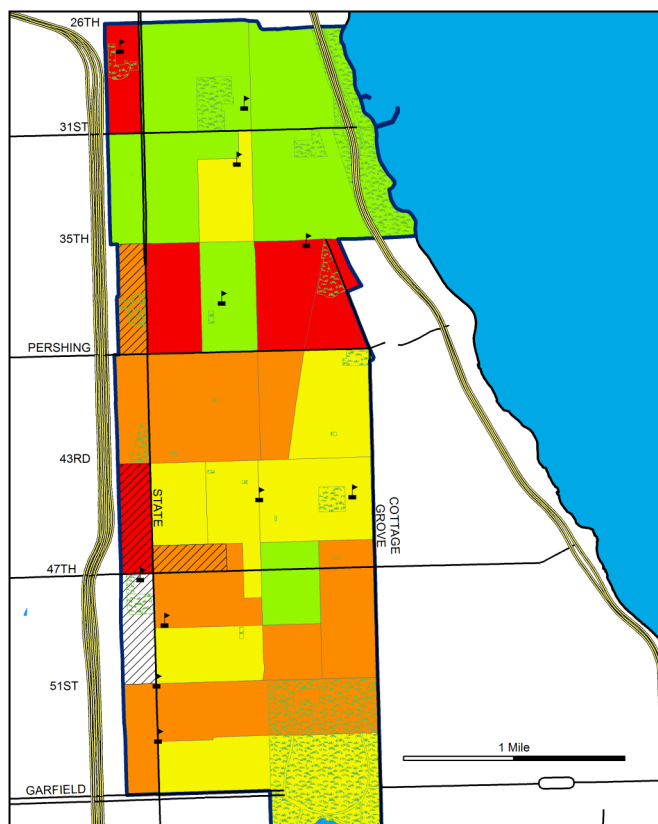 26TH
31ST
35TH
PERSHING
43RD
STATE
COTTAGE
GROVE
47TH
51ST
1 Mile
GARFIELD